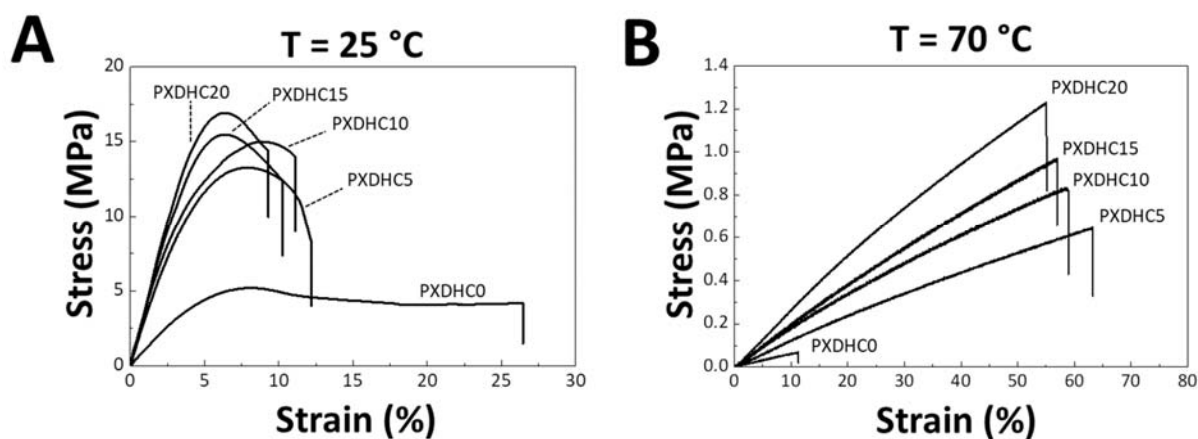 A
T = 25 °C
20
15
10
5
0
Stress (MPa)
PXDHC20
PXDHC15
PXDHC10
PXDHC5
PXDHC0
0 5 10 15 20 25 30
Strain (%)
B
T = 70 °C
1.4
1.2
1.0
0.8
0.6
0.4
0.2
0.0
Stress (MPa)
PXDHC20
PXDHC15
PXDHC10
PXDHC5
PXDHC0
0 10 20 30 40 50 60 70 80
Strain (%)